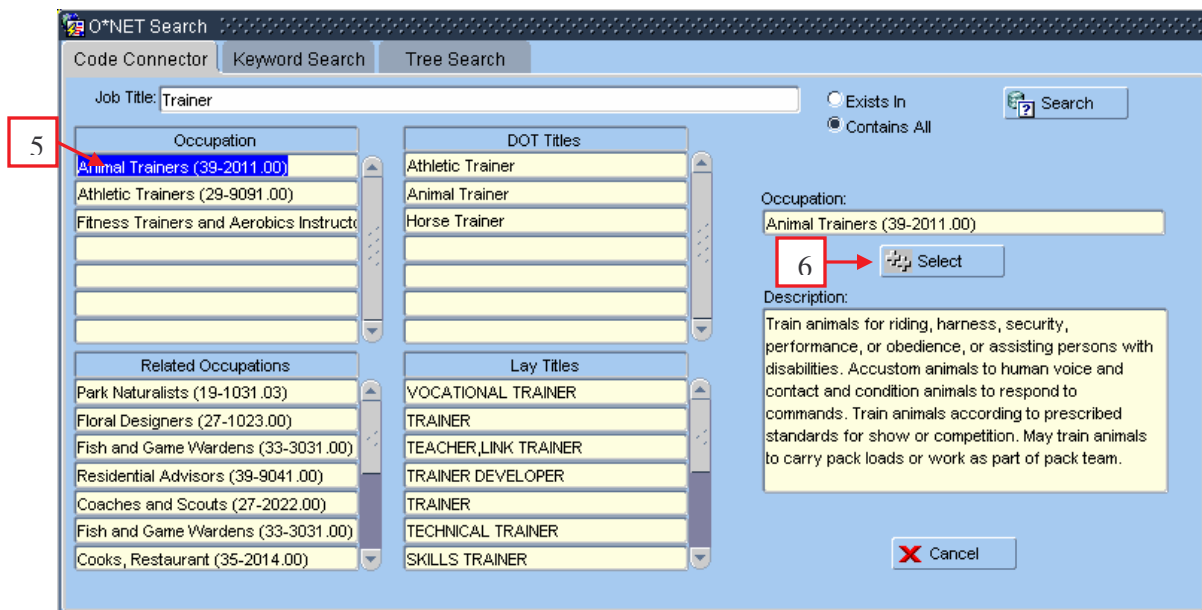 O*NET Search
Code Connector
Keyword Search
Tree Search
Job Title:
Trainer
Exists In
Contains All
Search
5
Occupation
Animal Trainers (39-2011.00)
Athletic Trainers (29-9091.00)
Fitness Trainers and Aerobics Instructo
DOT Titles
Athletic Trainer
Animal Trainer
Horse Trainer
Occupation:
Animal Trainers (39-2011.00)
6
Select
Description:
Train animals for riding, harness, security,
performance, or obedience, or assisting persons with
disabilities. Accustom animals to human voice and
contact and condition animals to respond to
commands. Train animals according to prescribed
standards for show or competition. May train animals
to carry pack loads or work as part of pack team.
Related Occupations
Park Naturalists (19-1031.03)
Floral Designers (27-1023.00)
Fish and Game Wardens (33-3031.00)
Residential Advisors (39-9041.00)
Coaches and Scouts (27-2022.00)
Fish and Game Wardens (33-3031.00)
Cooks, Restaurant (35-2014.00)
Lay Titles
VOCATIONAL TRAINER
TRAINER
TEACHER,LINK TRAINER
TRAINER DEVELOPER
TRAINER
TECHNICAL TRAINER
SKILLS TRAINER
Cancel